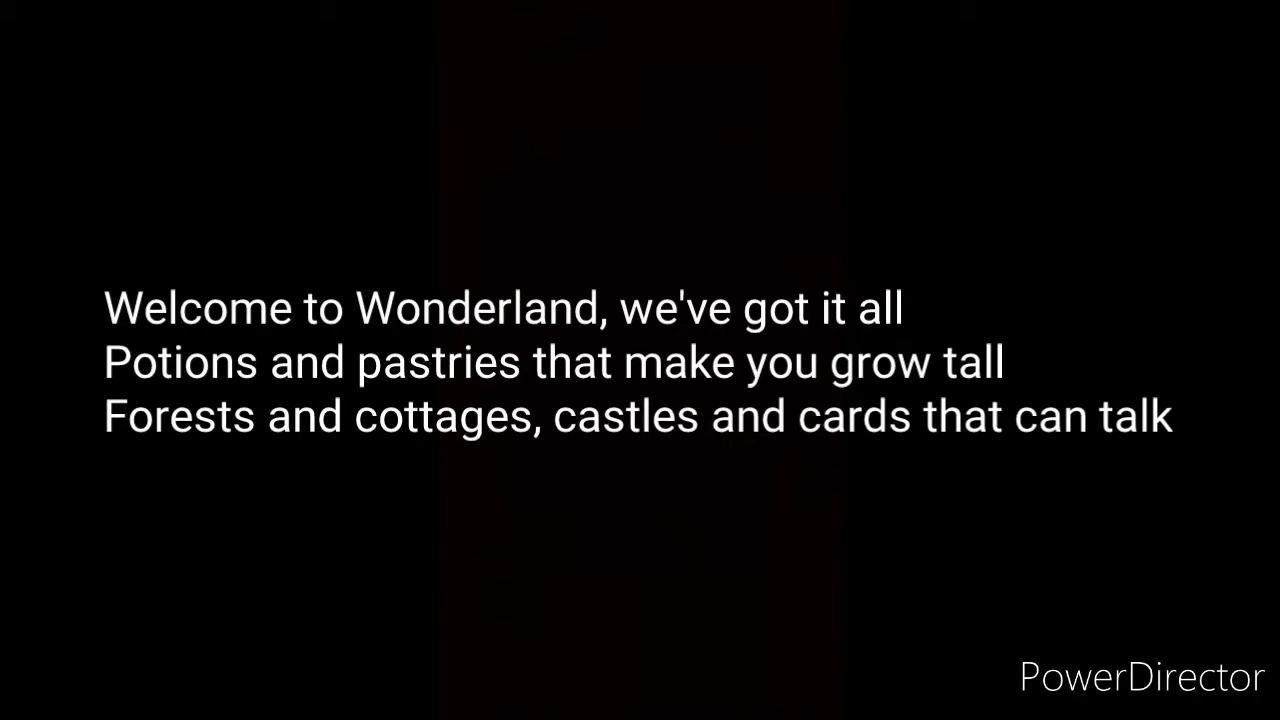 Welcome to Wonderland, we've got it all
Potions and pastries that make you grow tall
Forests and cottages, castles and cards that can talk
PowerDirector